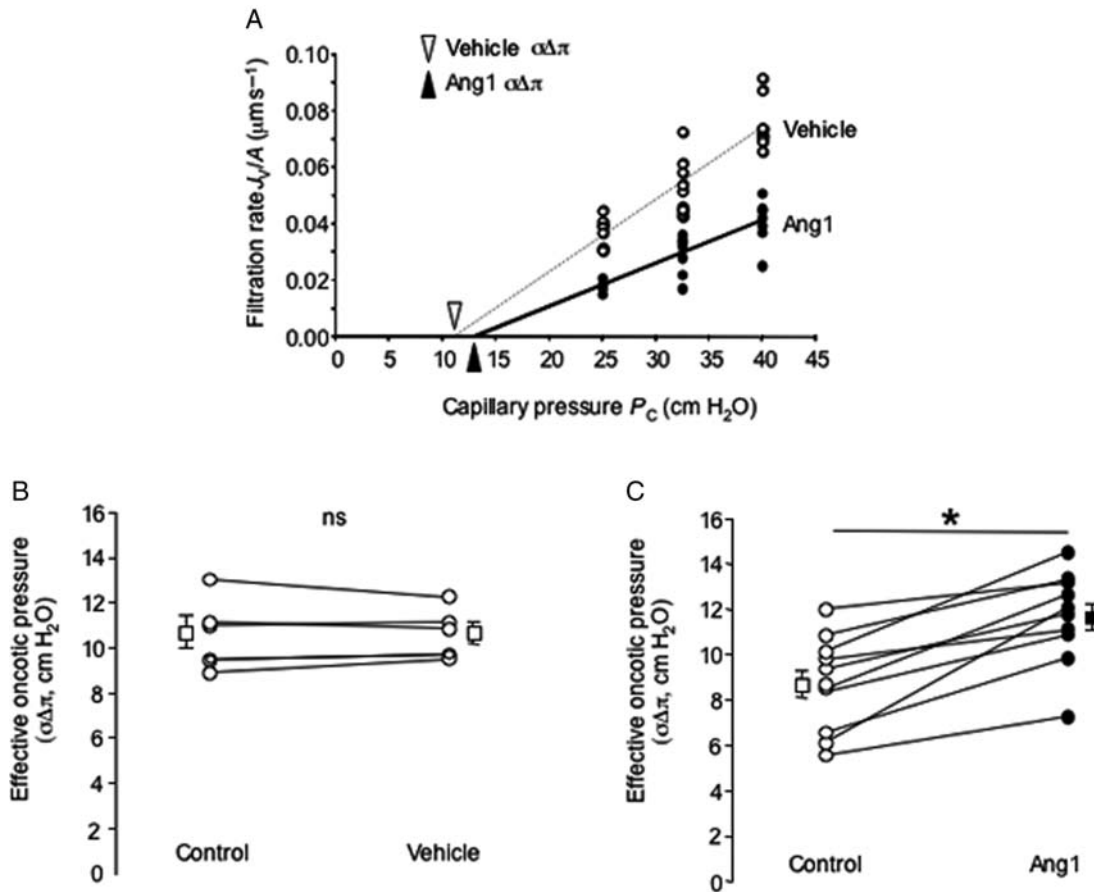 A
Vehicle σΔπ
Ang1 σΔπ
0.10
0.08
0.06
0.04
0.02
0.00
Filtration rate Jv/A (μms⁻¹)
Vehicle
Ang1
0 5 10 15 20 25 30 35 40 45
Capillary pressure PC (cm H₂O)
B
16
14
12
10
8
6
4
2
0
Effective oncotic pressure
(σΔπ, cm H₂O)
ns
Control Vehicle
C
16
14
12
10
8
6
4
2
0
Effective oncotic pressure
(σΔπ, cm H₂O)
*
Control Ang1